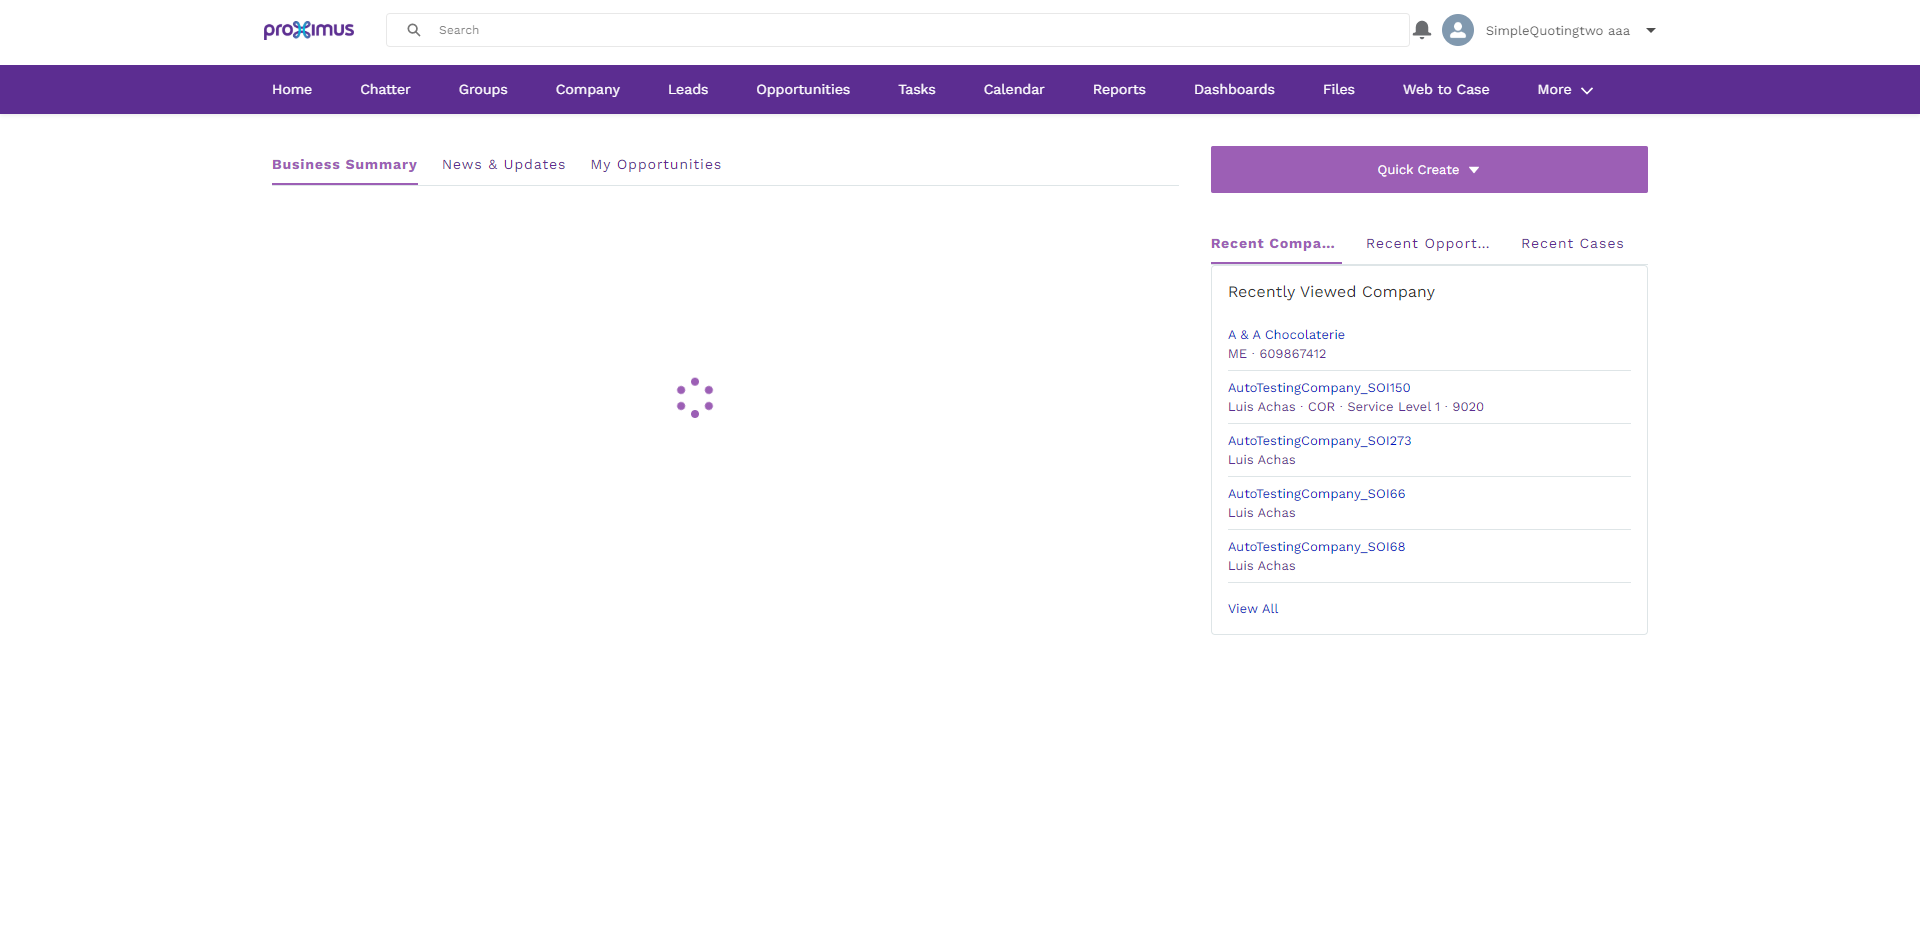 proximus
Search
SimpleQuotingtwo aaa
Home Chatter Groups Company Leads Opportunities Tasks Calendar Reports Dashboards Files Web to Case More
Business Summary News & Updates My Opportunities
Quick Create
Recent Compa... Recent Opport... Recent Cases
Recently Viewed Company
A & A Chocolaterie
ME · 609867412
AutoTestingCompany_SOI150
Luis Achas · COR · Service Level 1 · 9020
AutoTestingCompany_SOI273
Luis Achas
AutoTestingCompany_SOI66
Luis Achas
AutoTestingCompany_SOI68
Luis Achas
View All